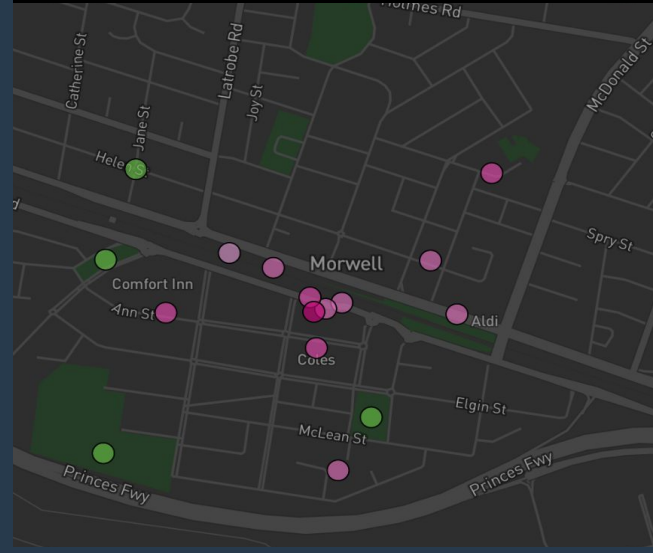 Holmes Rd
McDonald St
Catherine St
Latrobe Rd
Joy St
Jane St
Spry St
Morwell
Comfort Inn
Ann St
Aldi
Coles
Elgin St
McLean St
Princes Fwy
Princes Fwy